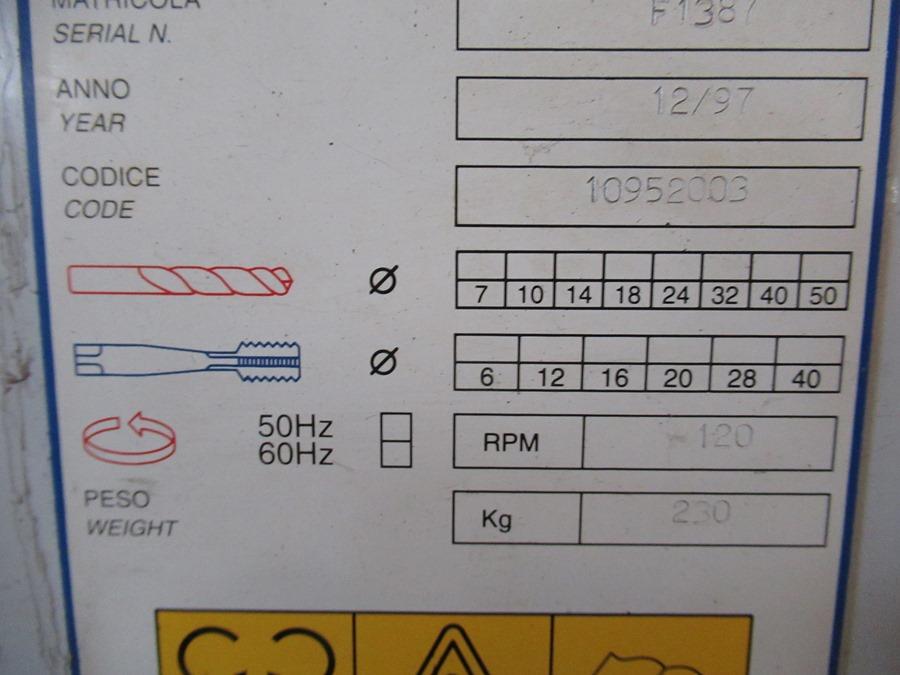 MATRICOLA
SERIAL N. F1387
ANNO
YEAR 12/97
CODICE
CODE 10952003
Ø 7 10 14 18 24 32 40 50
Ø 6 12 16 20 28 40
50Hz
60Hz
RPM 120
PESO
WEIGHT
Kg 230